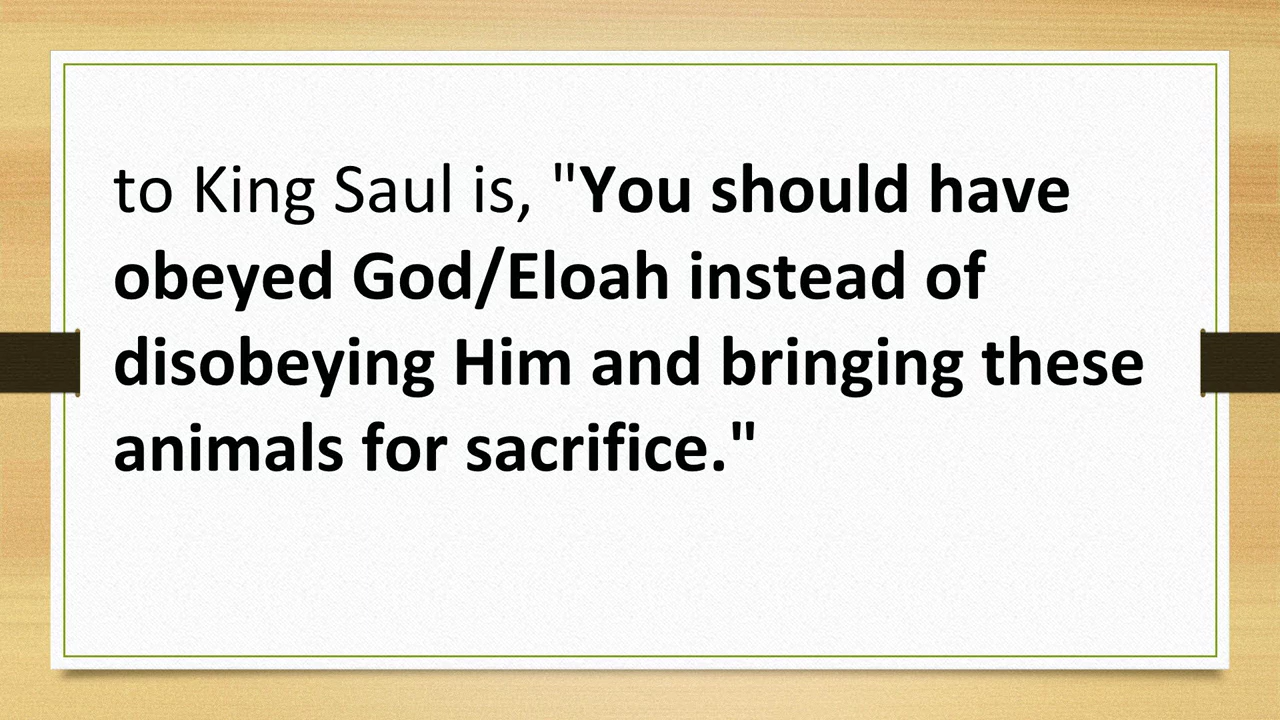 to King Saul is, "You should have
obeyed God/Eloah instead of
disobeying Him and bringing these
animals for sacrifice."